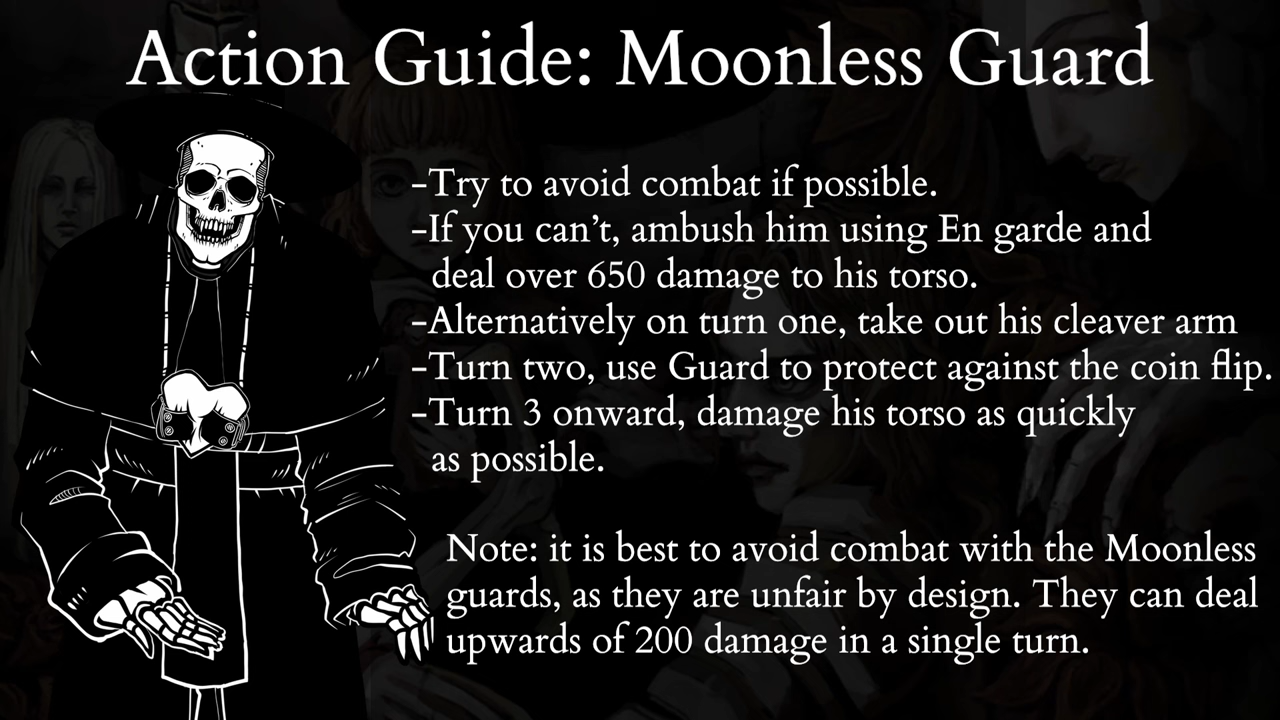 Action Guide: Moonless Guard
-Try to avoid combat if possible.
-If you can’t, ambush him using En garde and
deal over 650 damage to his torso.
-Alternatively on turn one, take out his cleaver arm
-Turn two, use Guard to protect against the coin flip.
-Turn 3 onward, damage his torso as quickly
as possible.
Note: it is best to avoid combat with the Moonless
guards, as they are unfair by design. They can deal
upwards of 200 damage in a single turn.